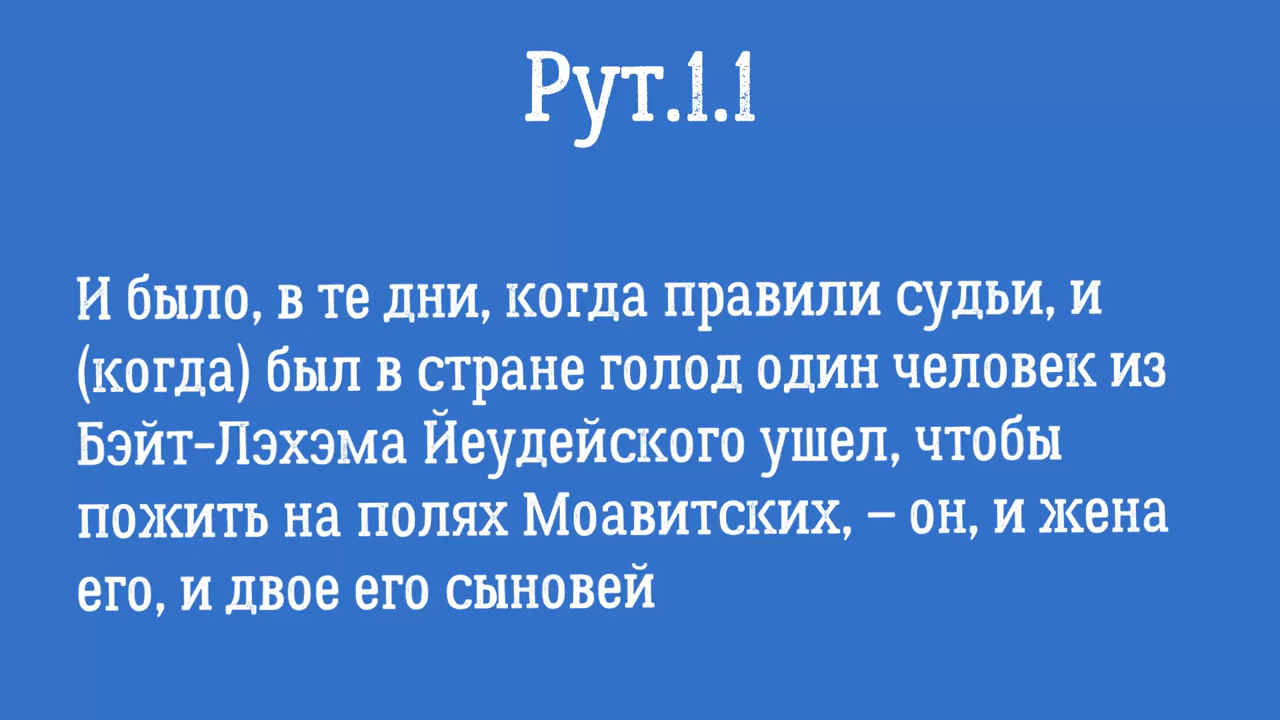 Рут.1.1
И было, в те дни, когда правили судьи, и
(когда) был в стране голод один человек из
Бэйт-Лэхэма Йеудейского ушел, чтобы
пожить на полях Моавитских, – он, и жена
его, и двое его сыновей